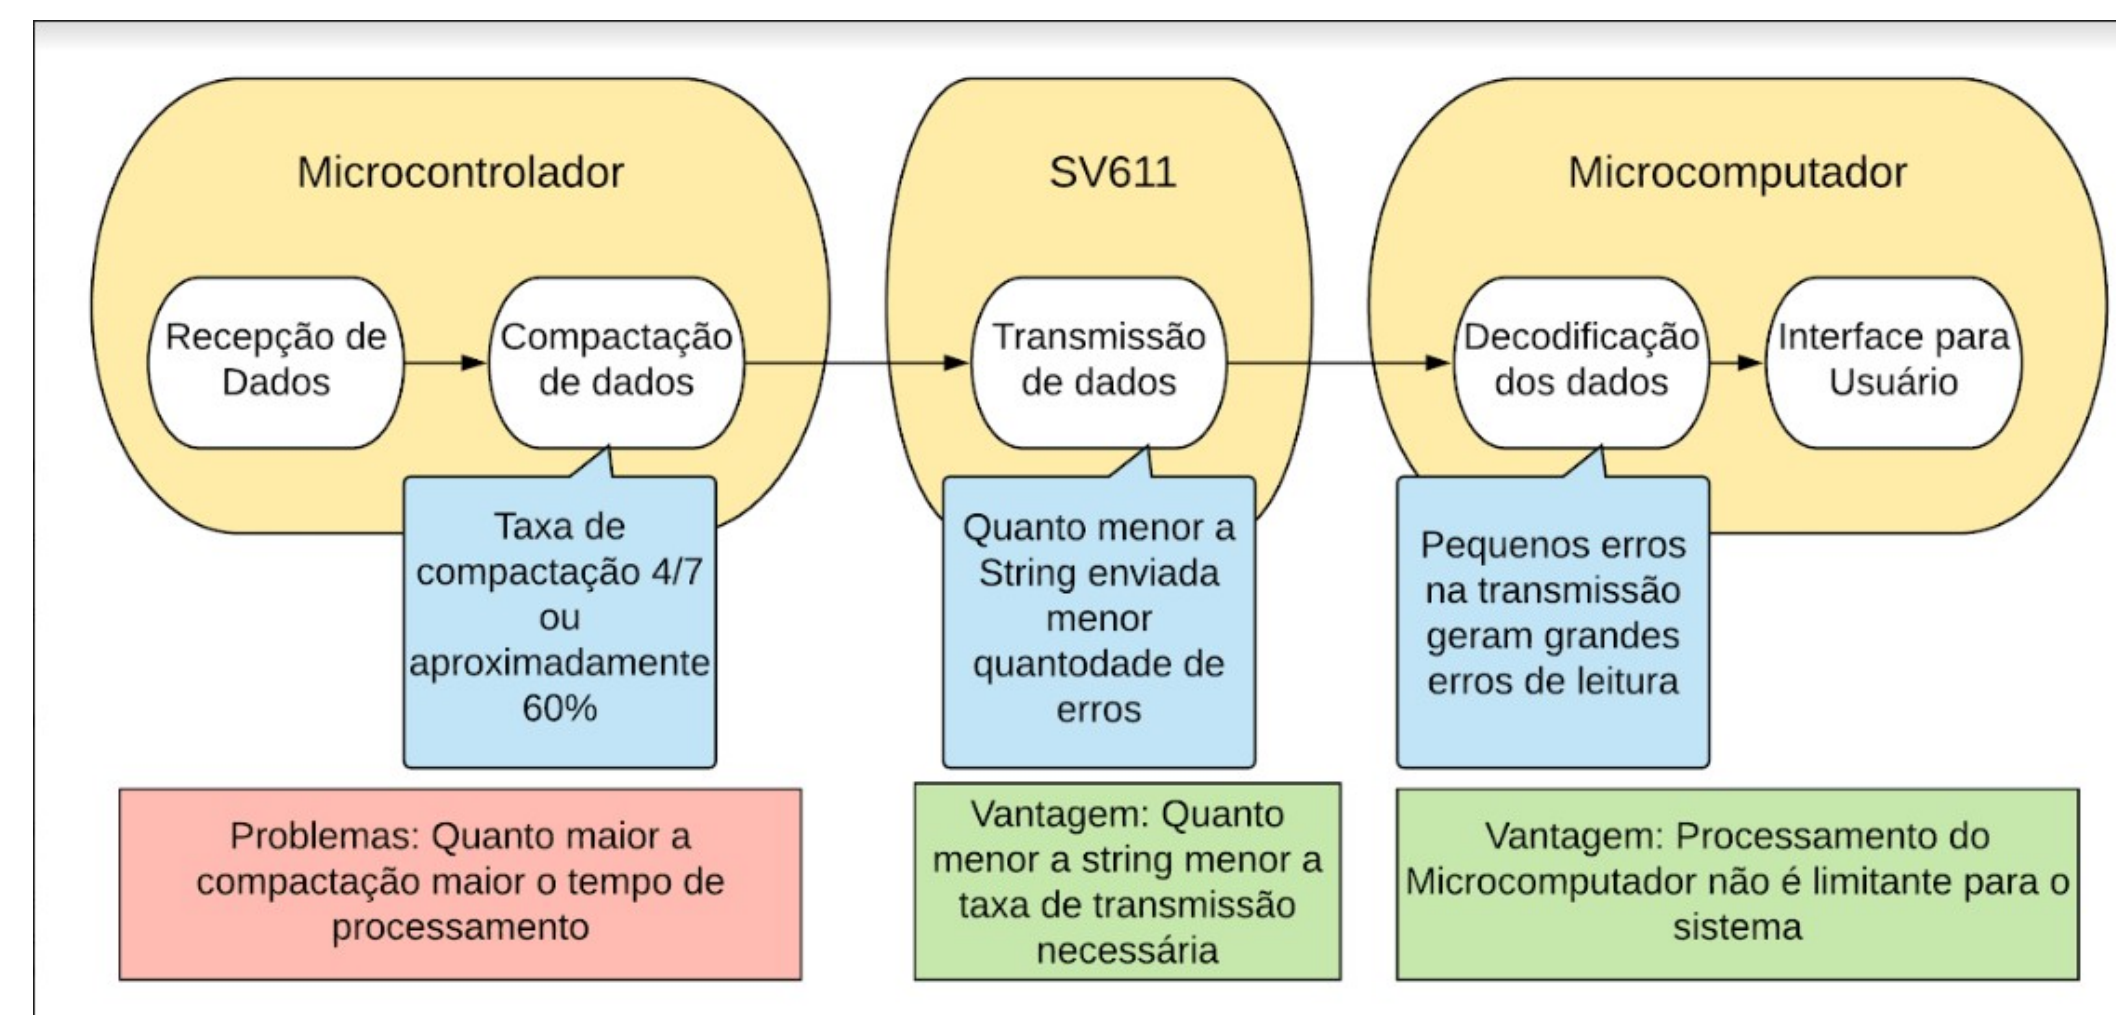 Microcontrolador
SV611
Microcomputador
Recepção de
Dados
Compactação
de dados
Transmissão
de dados
Decodificação
dos dados
Interface para
Usuário
Taxa de
compactação 4/7
ou
aproximadamente
60%
Quanto menor a
String enviada
menor
quantodade de
erros
Pequenos erros
na transmissão
geram grandes
erros de leitura
Problemas: Quanto maior a
compactação maior o tempo de
processamento
Vantagem: Quanto
menor a string menor a
taxa de transmissão
necessária
Vantagem: Processamento do
Microcomputador não é limitante para o
sistema